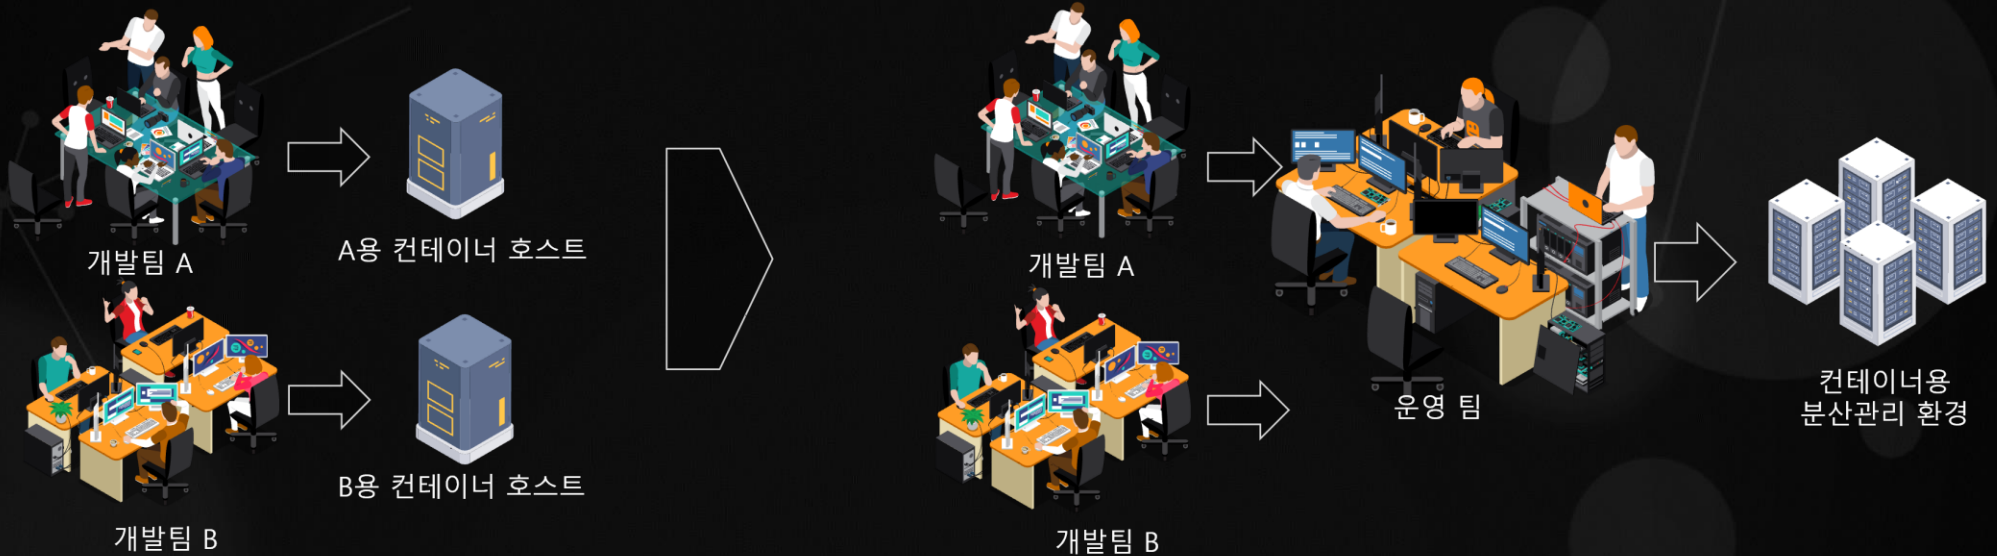 개발팀 A
A용 컨테이너 호스트
개발팀 B
B용 컨테이너 호스트
개발팀 A
개발팀 B
운영 팀
컨테이너용
분산관리 환경